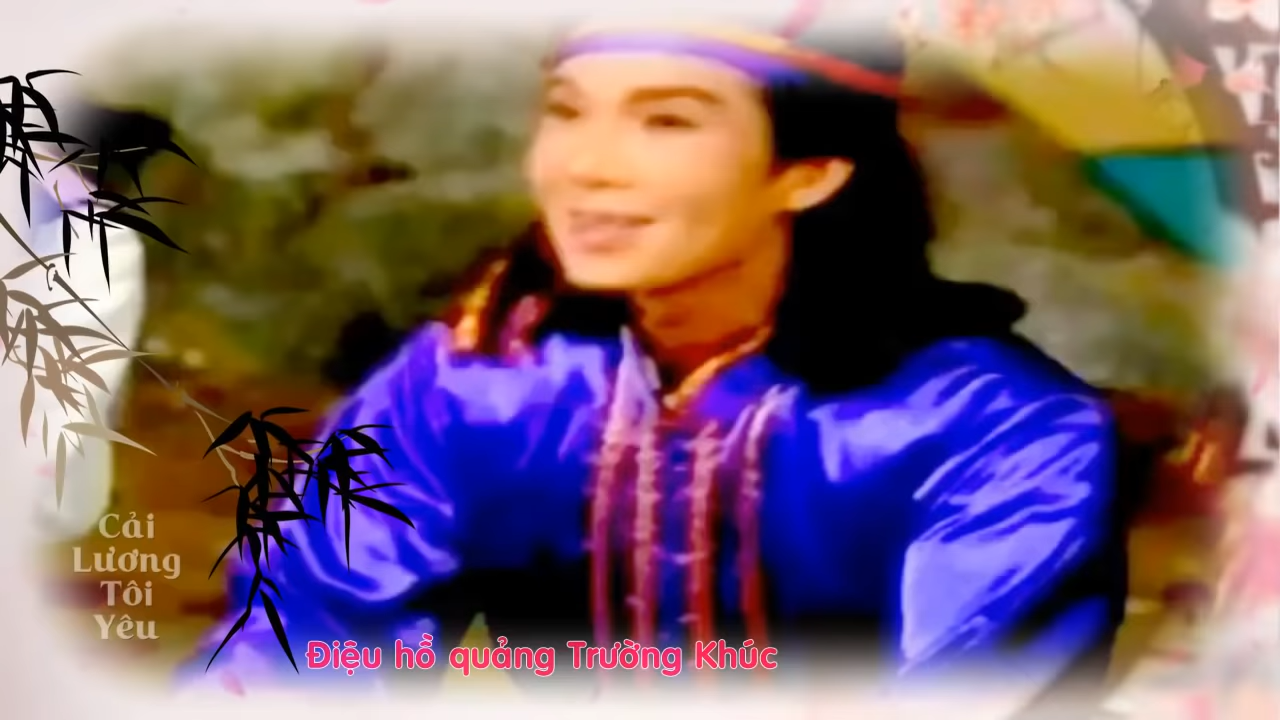 Cải
Lương
Tôi
Yêu
Điệu hồ quảng Trường Khúc